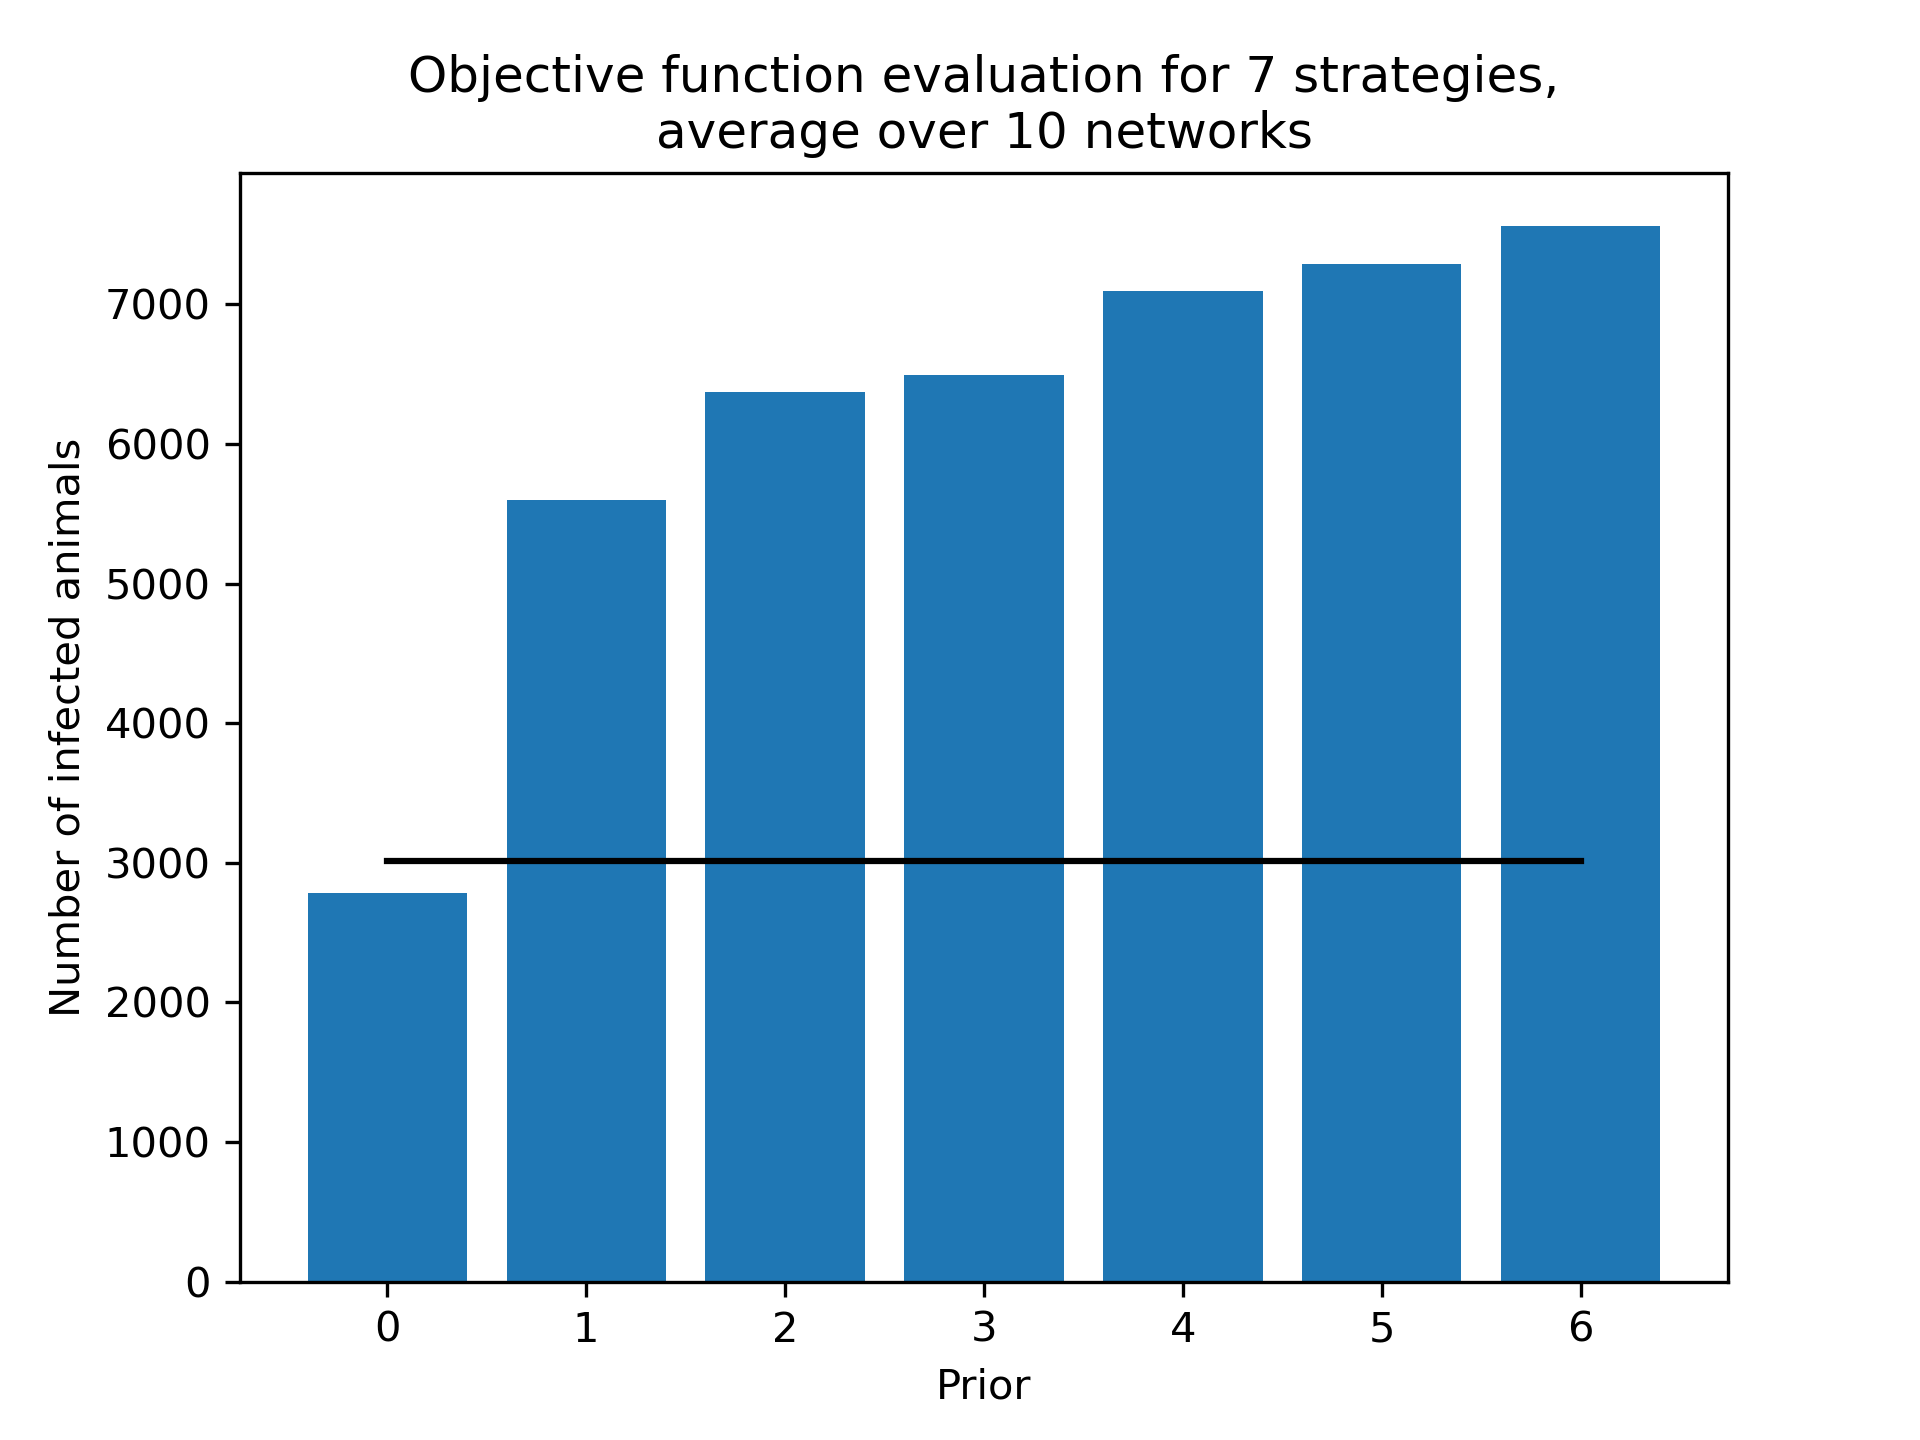 Objective function evaluation for 7 strategies,
average over 10 networks
Number of infected animals
7000
6000
5000
4000
3000
2000
1000
0
0 1 2 3 4 5 6
Prior